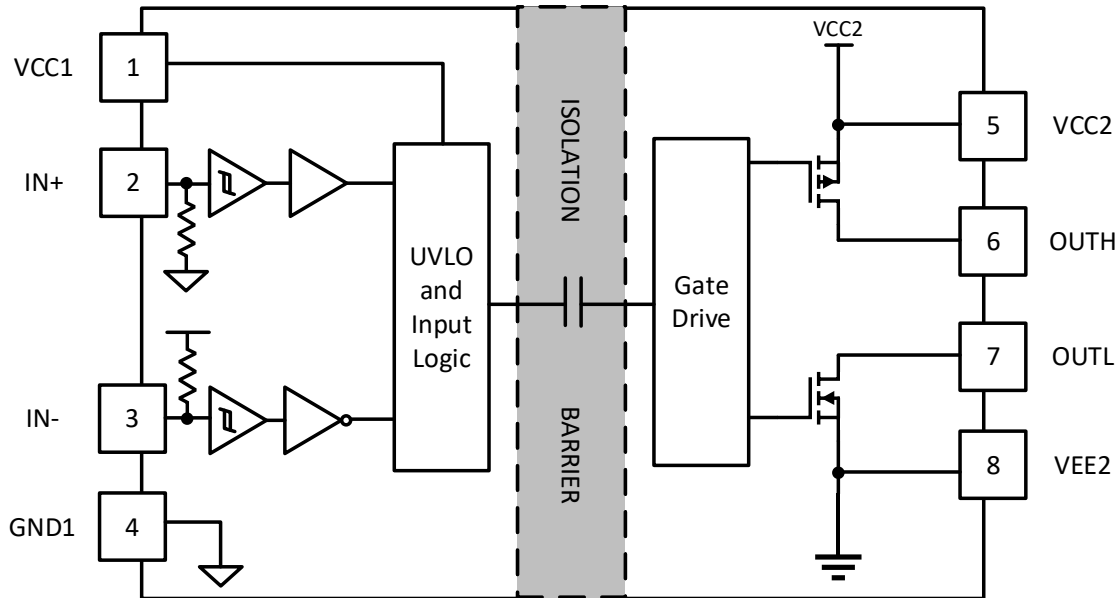 VCC1
1
IN+
2
IN-
3
GND1
4
UVLO
and
Input
Logic
ISOLATION
BARRIER
Gate
Drive
VCC2
5
VCC2
6
OUTH
7
OUTL
8
VEE2